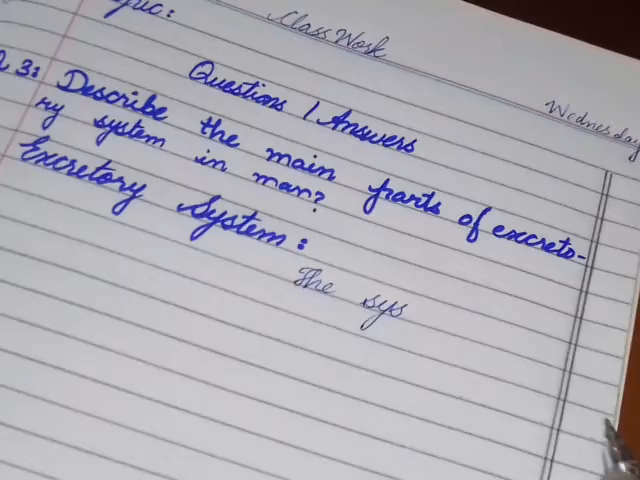 Class Work
Wednesday
Questions / Answers
3: Describe the main parts of excreto-
ry system in man?
Excretory System:
The sys